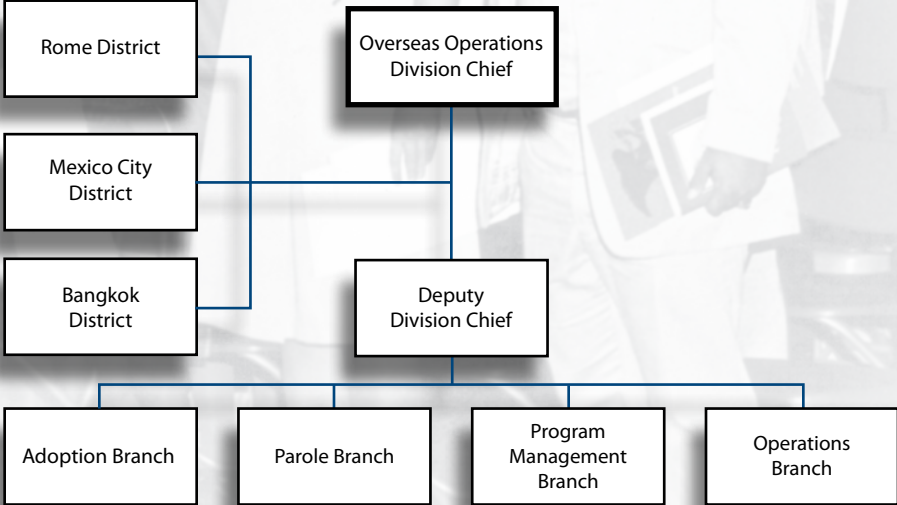 Rome District
Overseas Operations
Division Chief
Mexico City
District
Bangkok
District
Deputy
Division Chief
Adoption Branch
Parole Branch
Program
Management
Branch
Operations
Branch